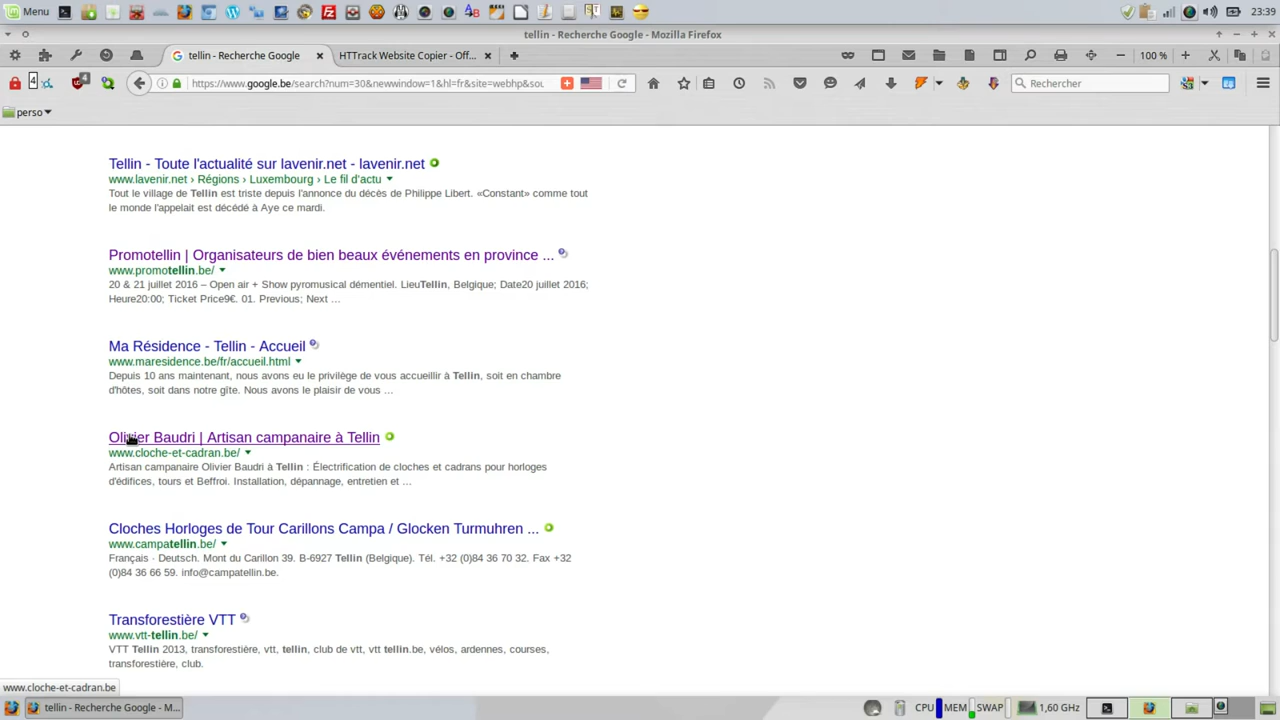 Menu
23:39
tellin - Recherche Google - Mozilla Firefox
tellin - Recherche Google
HTTrack Website Copier - Off...
100 %
4
4
https://www.google.be/search?num=30&newwindow=1&hl=fr&site=webhp&sou
Rechercher
perso
Tellin - Toute l'actualité sur lavenir.net - lavenir.net
www.lavenir.net › Régions › Luxembourg › Le fil d'actu
Tout le village de Tellin est triste depuis l'annonce du décès de Philippe Libert. «Constant» comme tout
le monde l'appelait est décédé à Aye ce mardi.
Promotellin | Organisateurs de bien beaux événements en province ...
www.promotellin.be/
20 & 21 juillet 2016 – Open air + Show pyromusical démentiel. LieuTellin, Belgique; Date20 juillet 2016;
Heure20:00; Ticket Price9€. 01. Previous; Next ...
Ma Résidence - Tellin - Accueil
www.maresidence.be/fr/accueil.html
Depuis 10 ans maintenant, nous avons eu le privilège de vous accueillir à Tellin, soit en chambre
d'hôtes, soit dans notre gîte. Nous avons le plaisir de vous ...
Olivier Baudri | Artisan campanaire à Tellin
www.cloche-et-cadran.be/
Artisan campanaire Olivier Baudri à Tellin : Électrification de cloches et cadrans pour horloges
d'édifices, tours et Beffroi. Installation, dépannage, entretien et ...
Cloches Horloges de Tour Carillons Campa / Glocken Turmuhren ...
www.campatellin.be/
Français · Deutsch. Mont du Carillon 39. B-6927 Tellin (Belgique). Tél. +32 (0)84 36 70 32. Fax +32
(0)84 36 66 59. info@campatellin.be.
Transforestière VTT
www.vtt-tellin.be/
VTT Tellin 2013, transforestière, vtt, tellin, club de vtt, vtt tellin.be, vélos, ardennes, courses,
transforestière, club.
www.cloche-et-cadran.be
tellin - Recherche Google - M...
CPU MEM SWAP 1,60 GHz